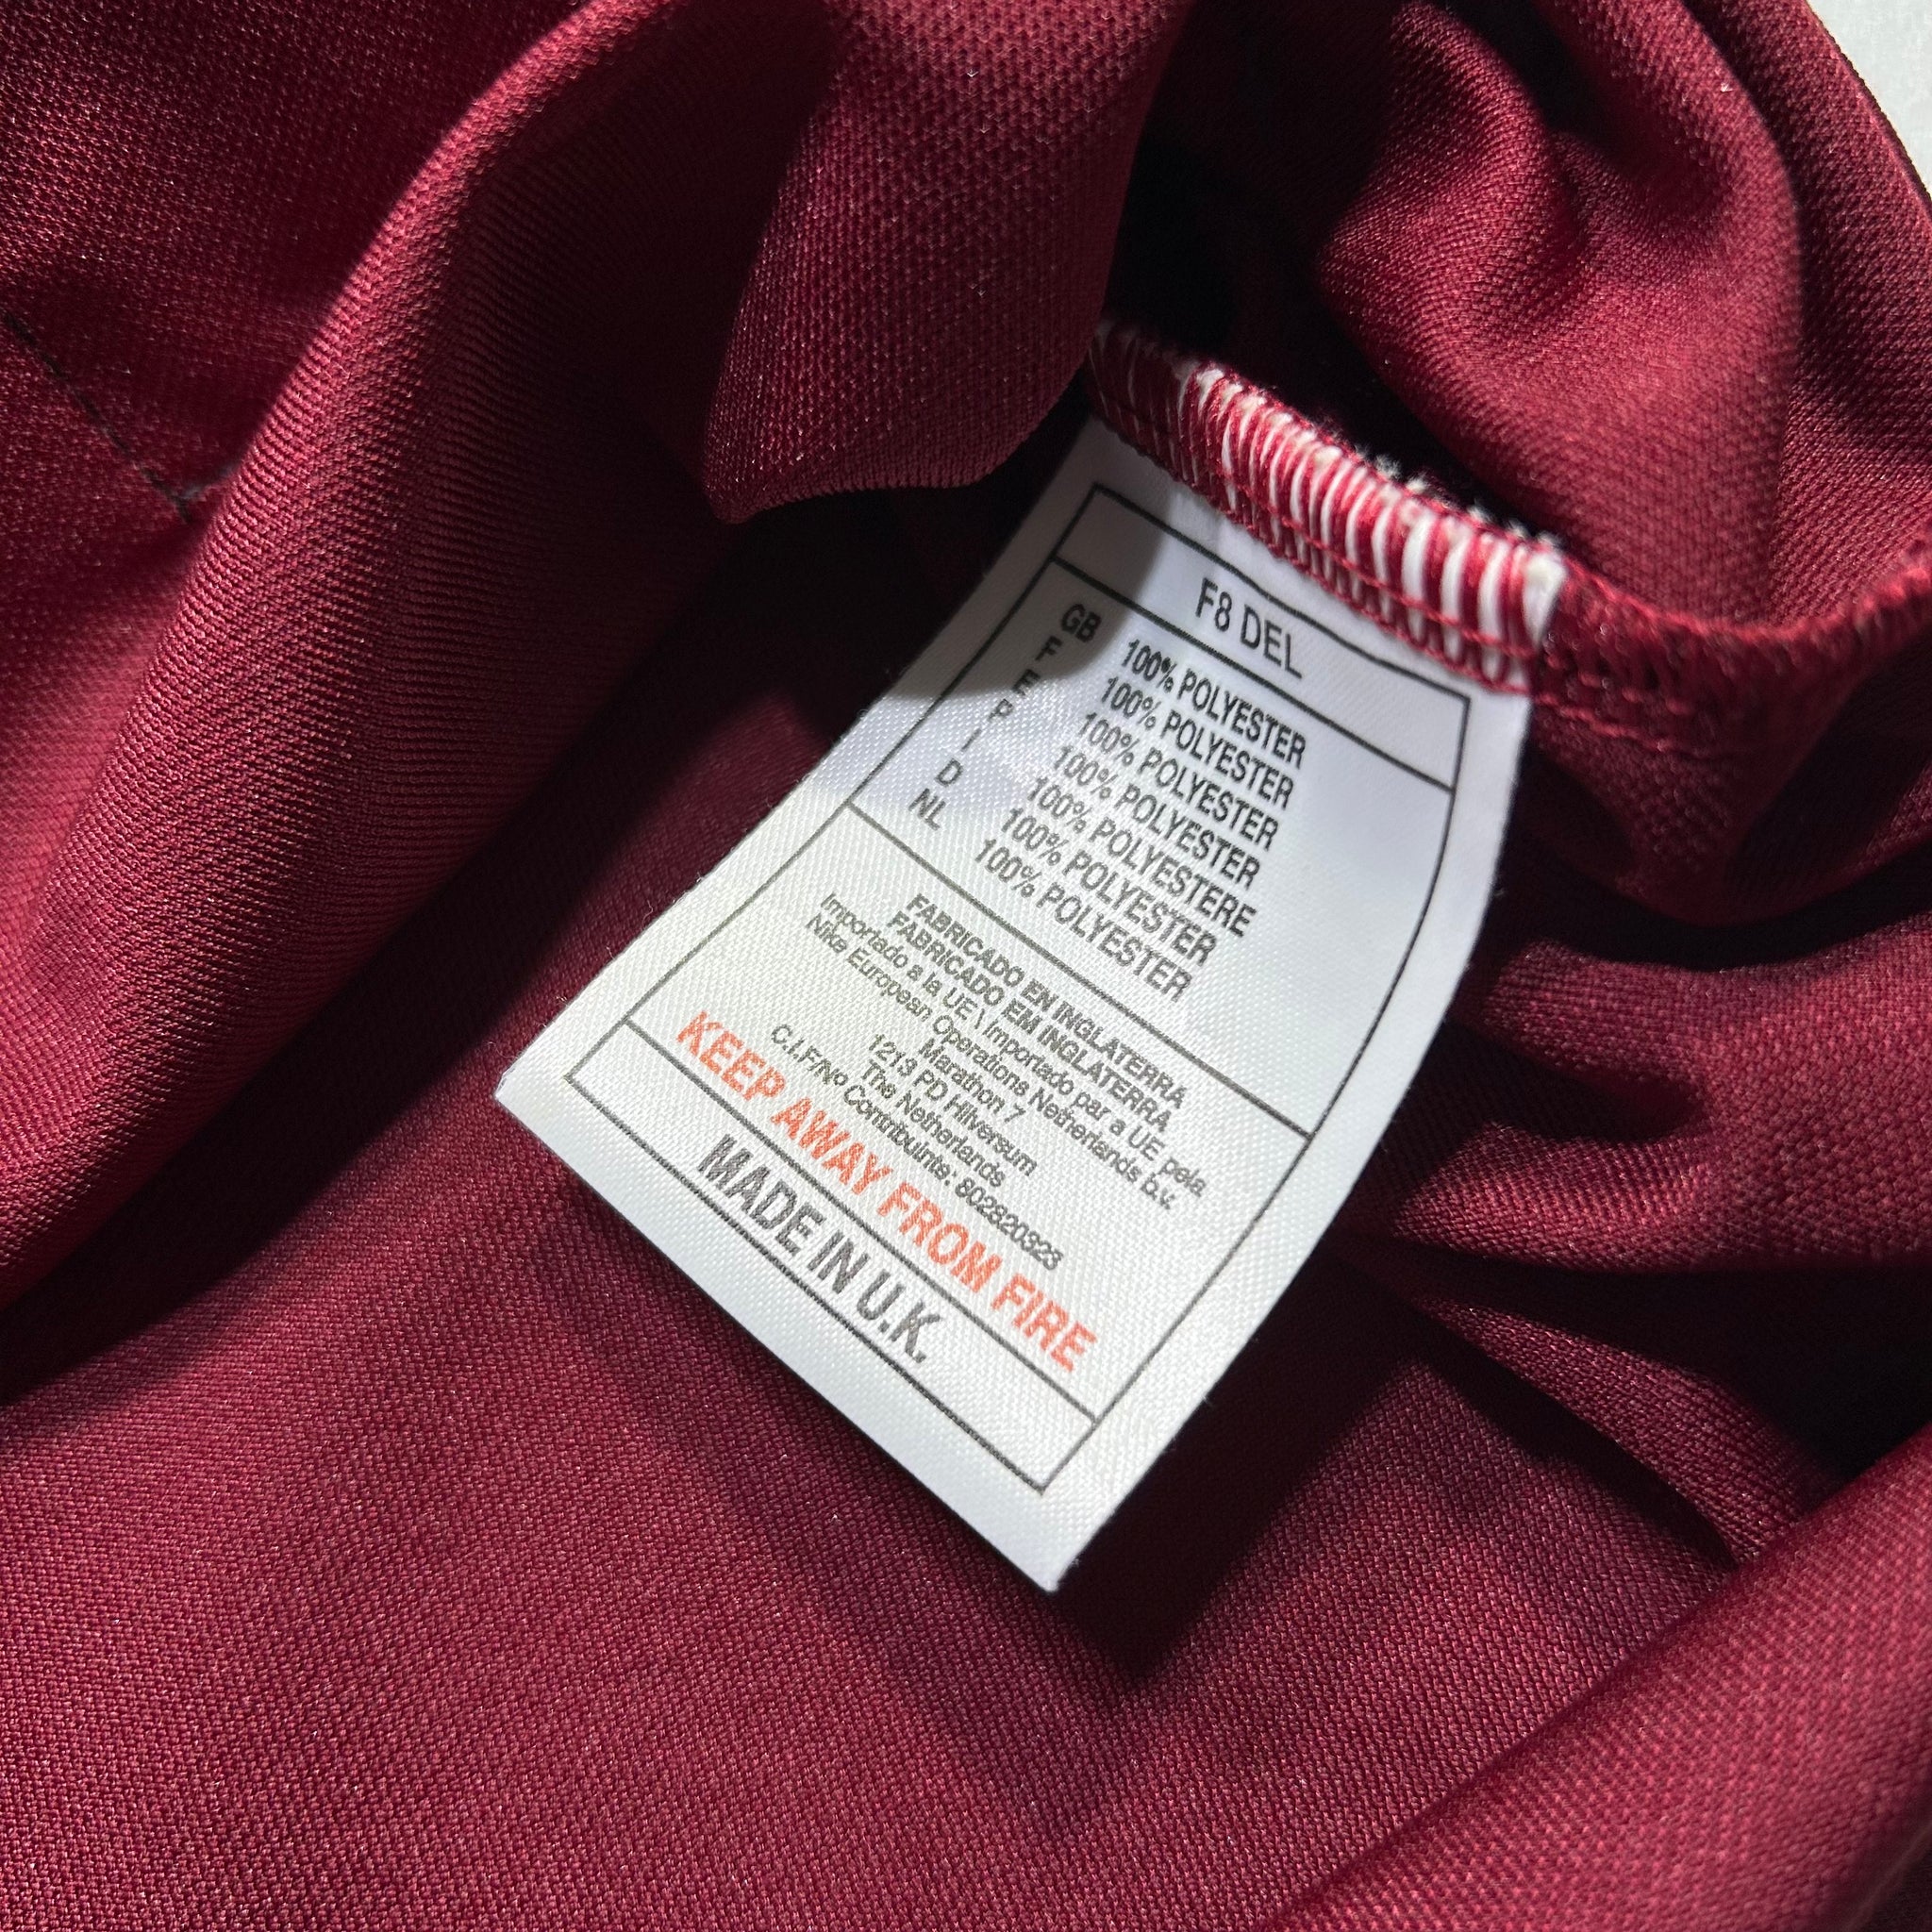 F8 DEL
GB 100% POLYESTER
F 100% POLYESTER
E 100% POLYESTER
P 100% POLYESTER
I 100% POLYESTERE
D 100% POLYESTER
NL 100% POLYESTER
FABRICADO EN INGLATERRA
FABRICADO EM INGLATERRA
Importado a la UE \ Importado par a UE pela
Nike European Operations Netherlands b.v.
Marathon 7
1213 PD Hilversum
The Netherlands
C.I.F/Nº Contribuinte: 802820323
KEEP AWAY FROM FIRE
MADE IN U.K.